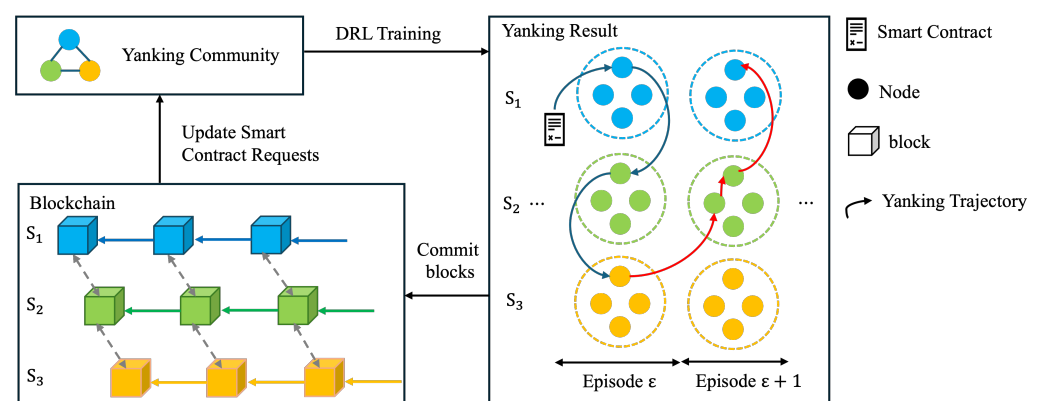 Yanking Community
DRL Training
Yanking Result
S1
S2 ...
...
S3
Episode ε
Episode ε + 1
Smart Contract
Node
block
Yanking Trajectory
Update Smart
Contract Requests
Blockchain
S1
S2
S3
Commit
blocks